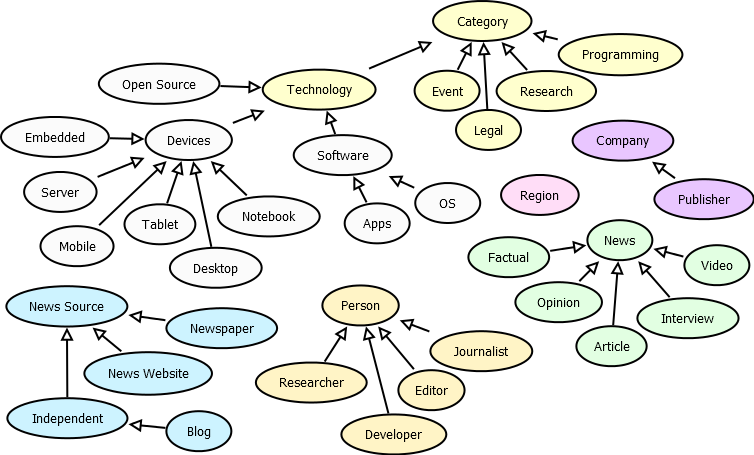 Category
Programming
Open Source
Technology
Event
Research
Legal
Embedded
Devices
Company
Software
Server
Region
Publisher
OS
Notebook
Tablet
Apps
Mobile
News
Factual
Desktop
Video
Opinion
News Source
Person
Interview
Newspaper
Article
Journalist
News Website
Researcher
Editor
Independent
Blog
Developer